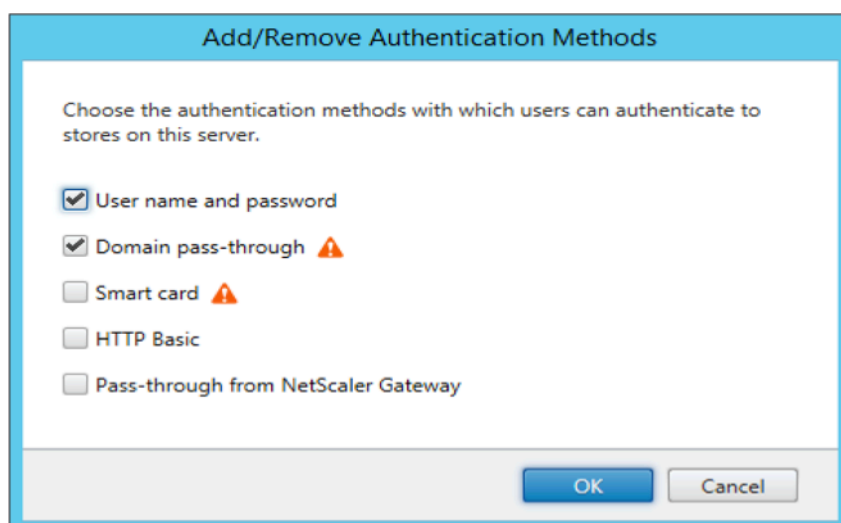 Add/Remove Authentication Methods
Choose the authentication methods with which users can authenticate to
stores on this server.
User name and password
Domain pass-through
Smart card
HTTP Basic
Pass-through from NetScaler Gateway
OK
Cancel